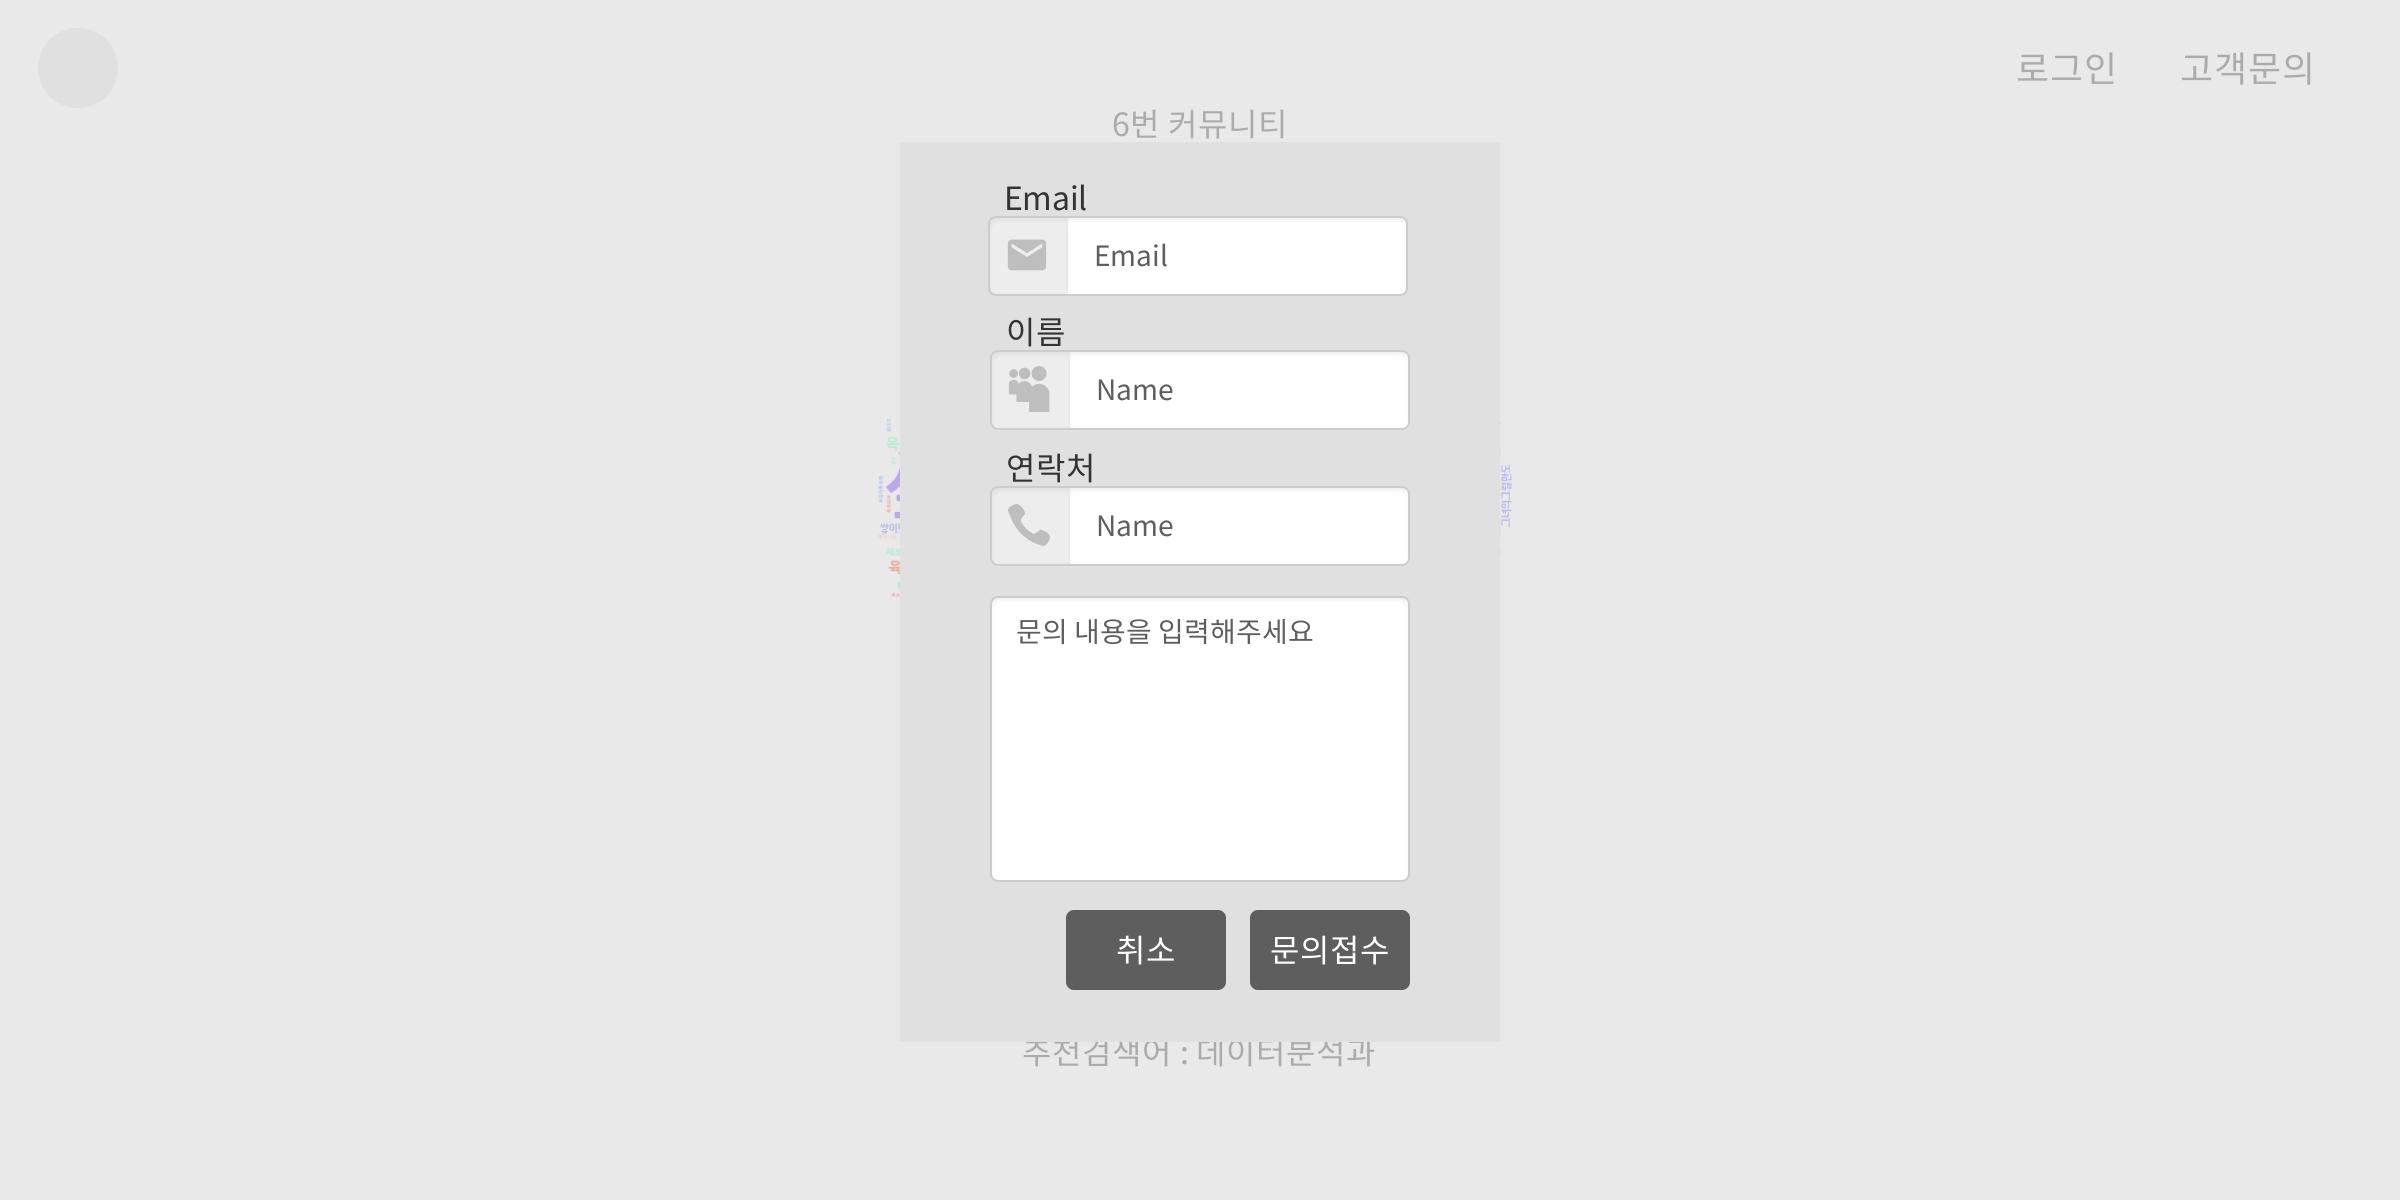 로그인 고객문의
6번 커뮤니티
Email
Email
이름
Name
연락처
Name
문의 내용을 입력해주세요
취소 문의접수
추천검색어 : 데이터분석과